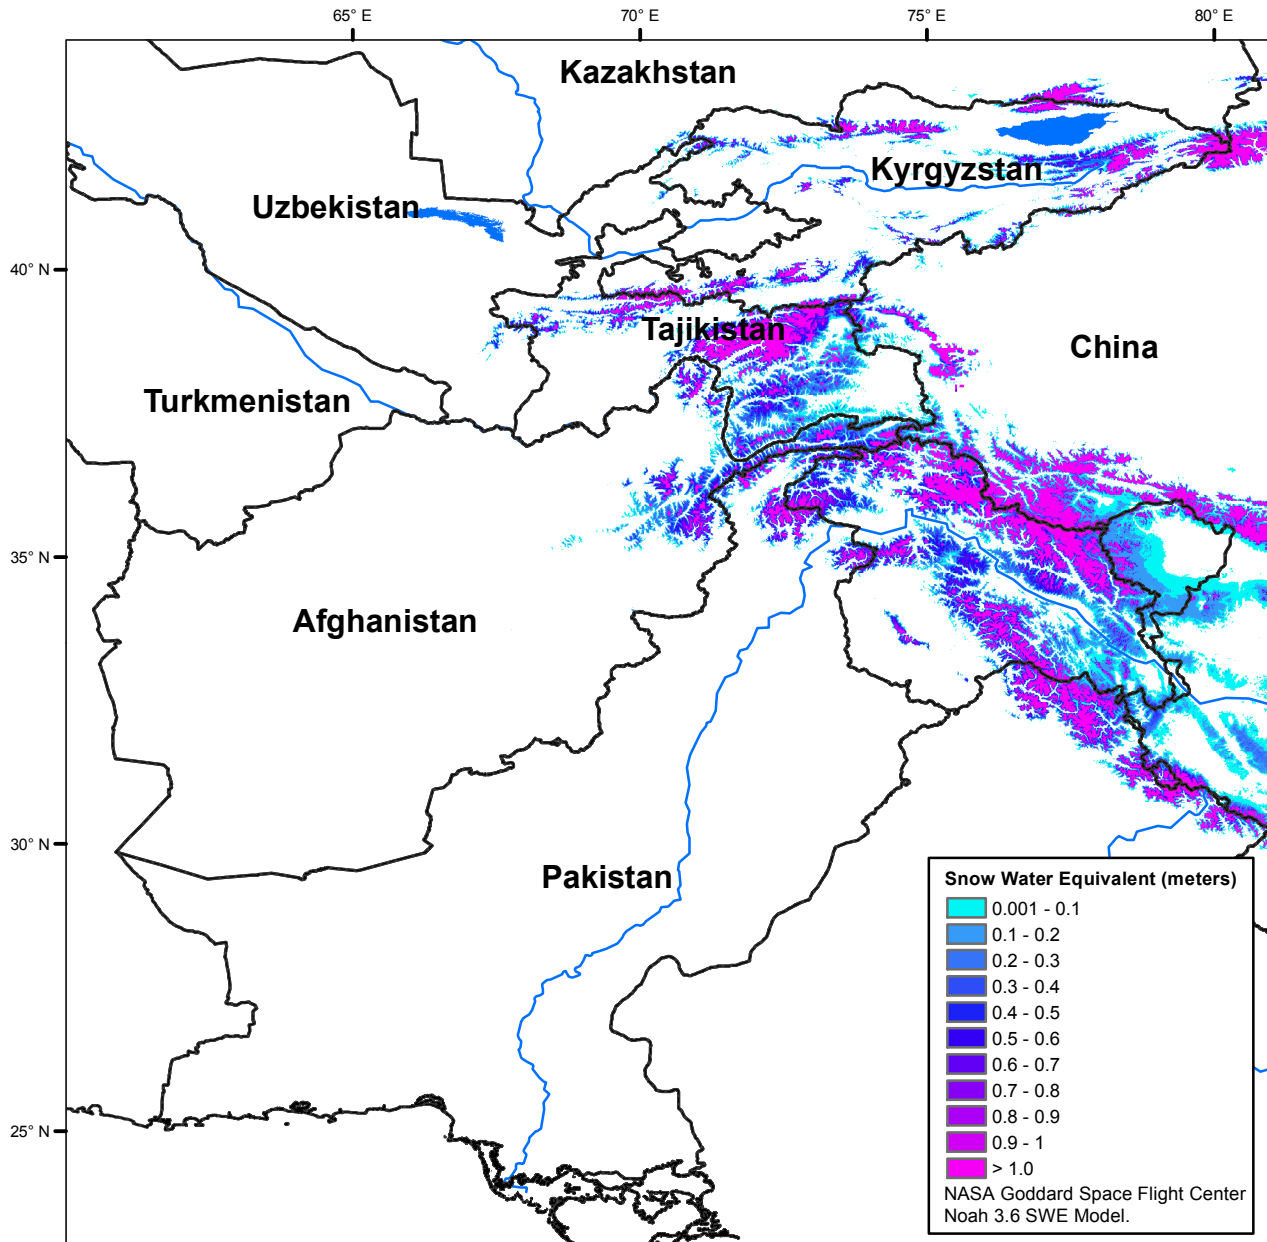 65° E
70° E
75° E
80° E
Kazakhstan
Kyrgyzstan
Uzbekistan
40° N
Tajikistan
China
Turkmenistan
35° N
Afghanistan
30° N
Pakistan
25° N
Snow Water Equivalent (meters)
0.001 - 0.1
0.1 - 0.2
0.2 - 0.3
0.3 - 0.4
0.4 - 0.5
0.5 - 0.6
0.6 - 0.7
0.7 - 0.8
0.8 - 0.9
0.9 - 1
> 1.0
NASA Goddard Space Flight Center
Noah 3.6 SWE Model.